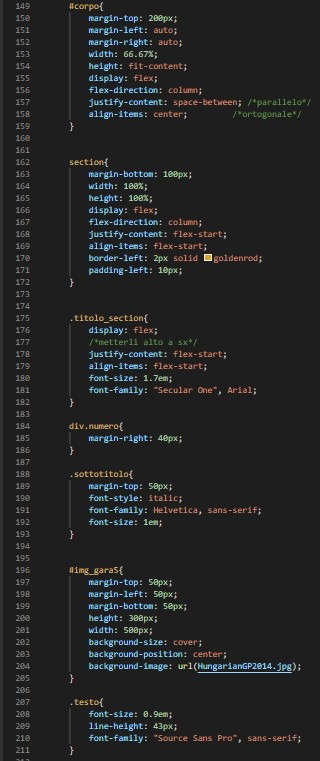 149 #corpo{
150 margin-top: 200px;
151 margin-left: auto;
152 margin-right: auto;
153 width: 66.67%;
154 height: fit-content;
155 display: flex;
156 flex-direction: column;
157 justify-content: space-between; /*parallelo*/
158 align-items: center; /*ortogonale*/
159 }
160
161
162 section{
163 margin-bottom: 100px;
164 width: 100%;
165 height: 100%;
166 display: flex;
167 flex-direction: column;
168 justify-content: flex-start;
169 align-items: flex-start;
170 border-left: 2px solid goldenrod;
171 padding-left: 10px;
172 }
173
174
175 .titolo_section{
176 display: flex;
177 /*metterli alto a sx*/
178 justify-content: flex-start;
179 align-items: flex-start;
180 font-size: 1.7em;
181 font-family: "Secular One", Arial;
182 }
183
184 div.numero{
185 margin-right: 40px;
186 }
187
188 .sottotitolo{
189 margin-top: 50px;
190 font-style: italic;
191 font-family: Helvetica, sans-serif;
192 font-size: 1em;
193 }
194
195
196 #img_gara5{
197 margin-top: 50px;
198 margin-left: 50px;
199 margin-bottom: 50px;
200 height: 300px;
201 width: 500px;
202 background-size: cover;
203 background-position: center;
204 background-image: url(HungarianGP2014.jpg);
205 }
206
207 .testo{
208 font-size: 0.9em;
209 line-height: 43px;
210 font-family: "Source Sans Pro", sans-serif;
211 }